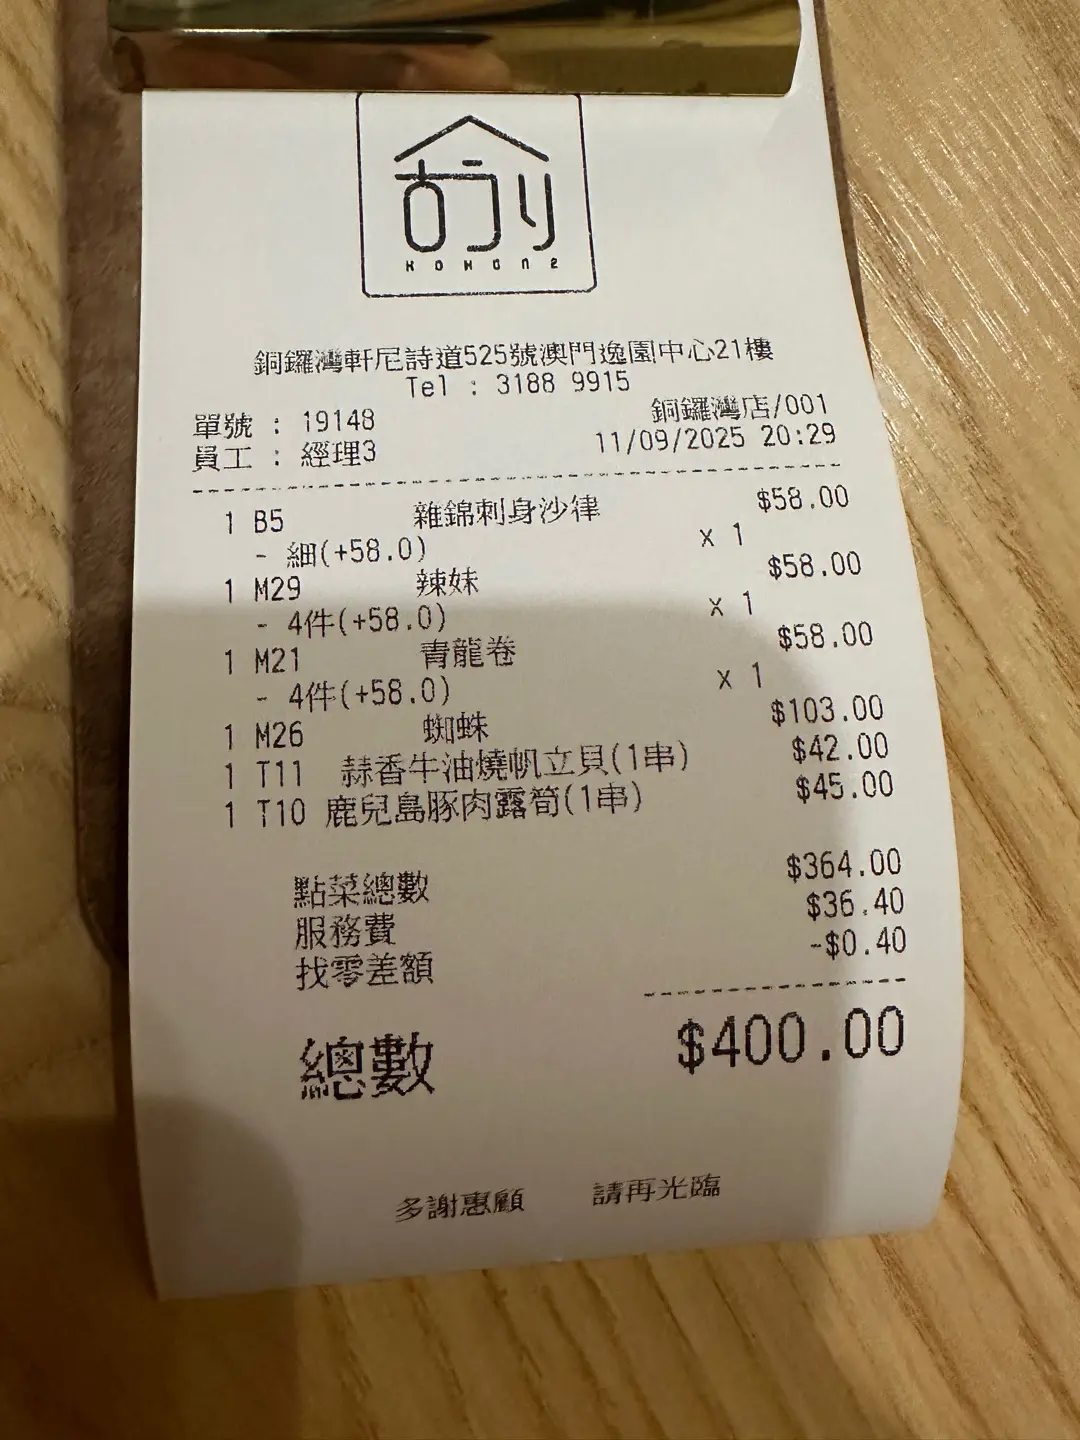 古り
KOHON2
銅鑼灣軒尼詩道525號澳門逸園中心21樓
Tel : 3188 9915
單號 : 19148 銅鑼灣店/001
員工 : 經理3 11/09/2025 20:29
1 B5 雜錦刺身沙律 $58.00
- 細(+58.0) x 1
1 M29 辣妹 $58.00
- 4件(+58.0) x 1
1 M21 青龍卷 $58.00
- 4件(+58.0) x 1
1 M26 蜘蛛 $103.00
1 T11 蒜香牛油燒帆立貝(1串) $42.00
1 T10 鹿兒島豚肉露筍(1串) $45.00
點菜總數 $364.00
服務費 $36.40
找零差額 -$0.40
總數 $400.00
多謝惠顧 請再光臨